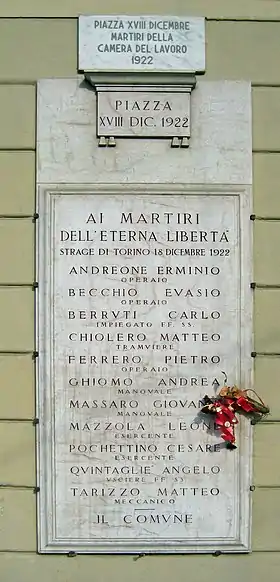 PIAZZA XVIII DICEMBRE
MARTIRI DELLA
CAMERA DEL LAVORO
1922
PIAZZA
XVIII DIC. 1922
AI MARTIRI
DELL'ETERNA LIBERTA'
STRAGE DI TORINO 18 DICEMBRE 1922
ANDREONE ERMINIO
OPERAIO
BECCHIO EVASIO
OPERAIO
BERRVTI CARLO
IMPIEGATO FF. SS.
CHIOLERO MATTEO
TRAMVIERE
FERRERO PIETRO
OPERAIO
GHIOMO ANDREA
MANOVALE
MASSARO GIOVANNI
MANOVALE
MAZZOLA LEONE
ESERCENTE
POCHETTINO CESARE
ESERCENTE
QVINTAGLIE ANGELO
VSCIERE FF SS
TARIZZO MATTEO
MECCANICO
IL COMVNE